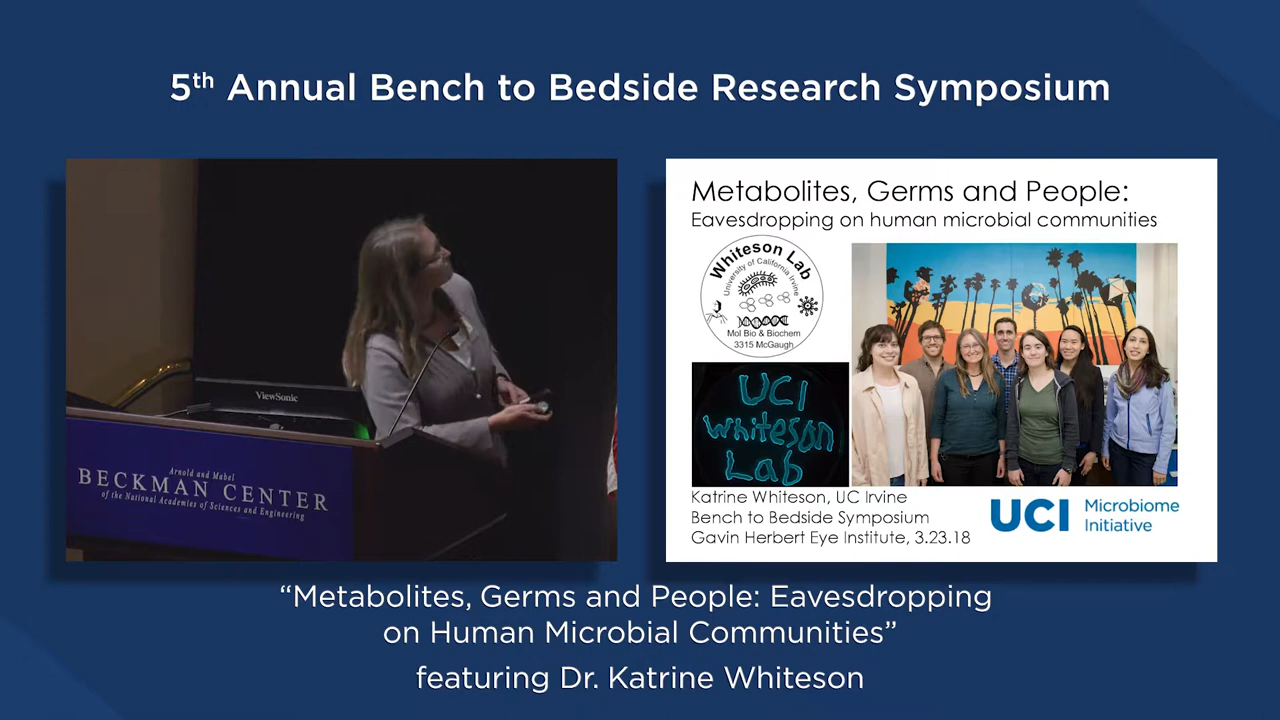 5th Annual Bench to Bedside Research Symposium
ViewSonic
Arnold and Mabel
BECKMAN CENTER
of the National Academies of Sciences and Engineering
Metabolites, Germs and People:
Eavesdropping on human microbial communities
Whiteson Lab
University of California Irvine
Mol Bio & Biochem
3315 McGaugh
UCI
Whiteson
Lab
Katrine Whiteson, UC Irvine
Bench to Bedside Symposium
Gavin Herbert Eye Institute, 3.23.18
UCI Microbiome
Initiative
“Metabolites, Germs and People: Eavesdropping
on Human Microbial Communities”
featuring Dr. Katrine Whiteson